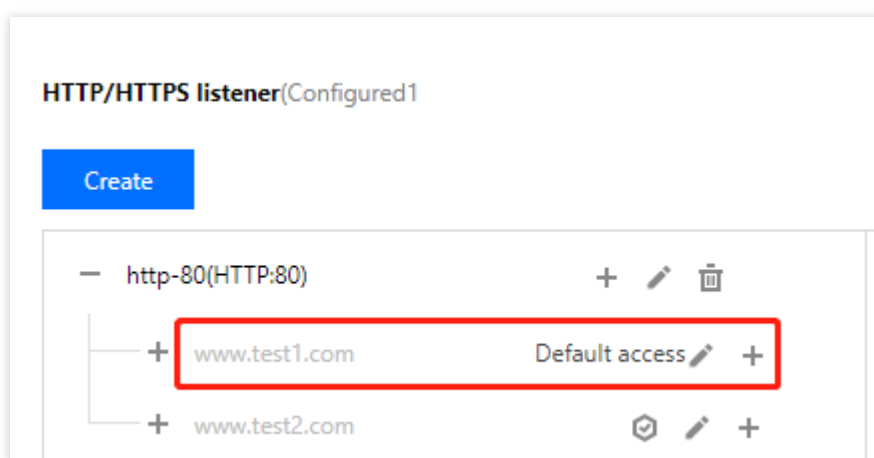 HTTP/HTTPS listener(Configured1
Create
http-80(HTTP:80)
www.test1.com Default access
www.test2.com